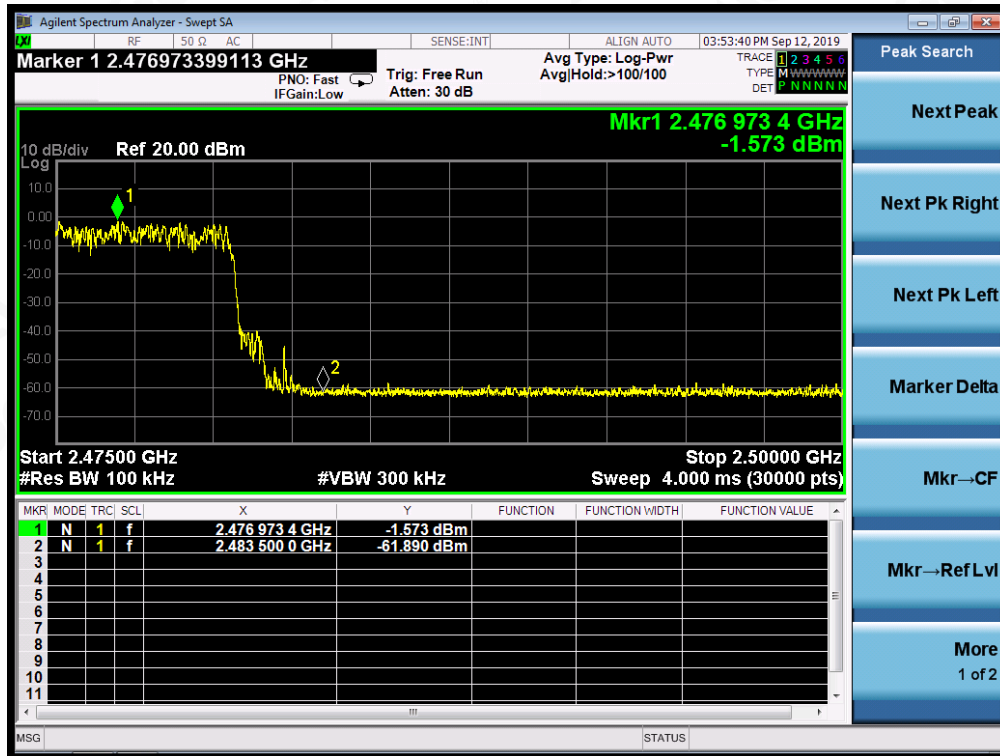 Agilent Spectrum Analyzer - Swept SA
LXI RF 50 Ω AC SENSE:INT ALIGN AUTO 03:53:40 PM Sep 12, 2019
Marker 1 2.476973399113 GHz
PNO: Fast
IFGain:Low
Trig: Free Run
Atten: 30 dB
Avg Type: Log-Pwr
Avg|Hold:>100/100
TRACE 1 2 3 4 5 6
TYPE M WWWWW
DET P N N N N N
Mkr1 2.476 973 4 GHz
-1.573 dBm
10 dB/div Ref 20.00 dBm
Log
10.0
0.00
-10.0
-20.0
-30.0
-40.0
-50.0
-60.0
-70.0
1
2
Start 2.47500 GHz Stop 2.50000 GHz
#Res BW 100 kHz #VBW 300 kHz Sweep 4.000 ms (30000 pts)
MKR MODE TRC SCL X Y FUNCTION FUNCTION WIDTH FUNCTION VALUE
1 N 1 f 2.476 973 4 GHz -1.573 dBm
2 N 1 f 2.483 500 0 GHz -61.890 dBm
3
4
5
6
7
8
9
10
11
MSG STATUS
Peak Search
Next Peak
Next Pk Right
Next Pk Left
Marker Delta
Mkr→CF
Mkr→Ref Lvl
More
1 of 2